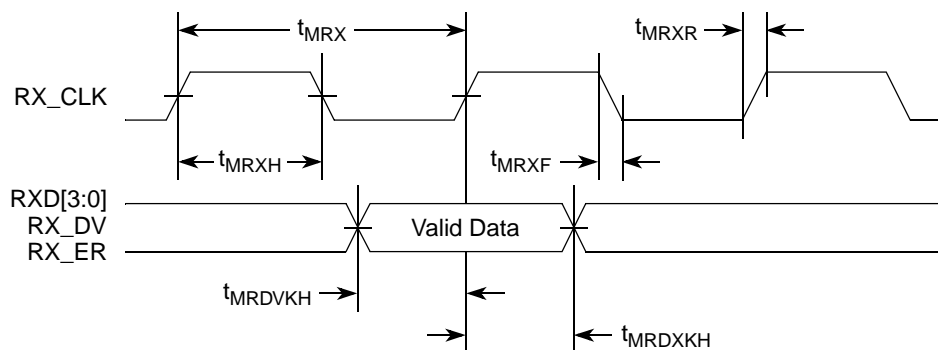 tMRX
tMRXR
RX_CLK
tMRXH
tMRXF
RXD[3:0]
RX_DV
RX_ER
Valid Data
tMRDVKH
tMRDXKH